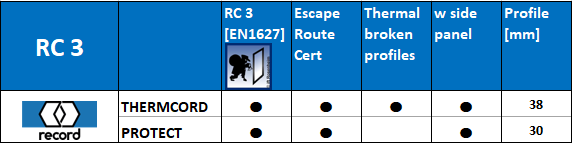 RC 3
RC 3 [EN1627]
Escape Route Cert
Thermal broken profiles
w side panel
Profile [mm]
record
THERMCORD ● ● ● ● 38
PROTECT ● ● ● 30